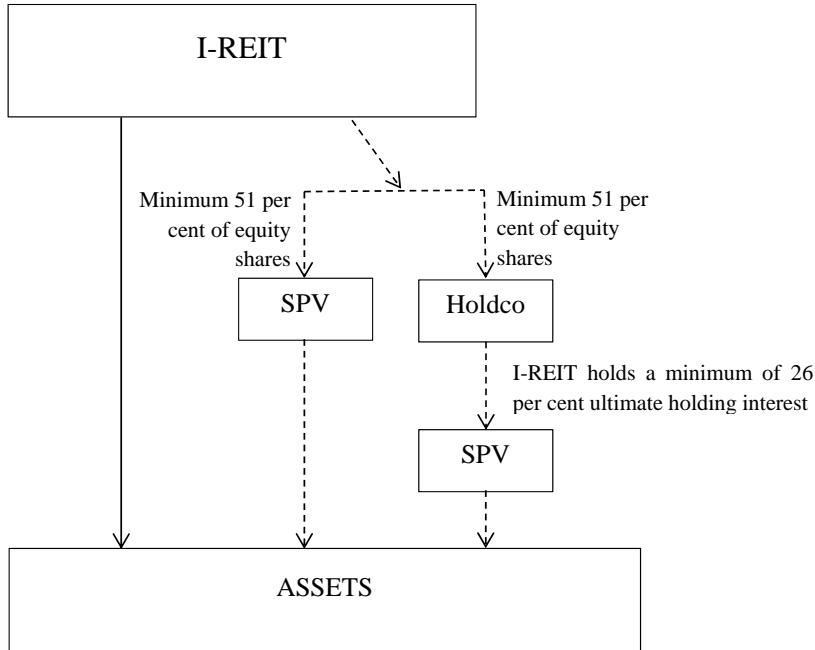 I-REIT
Minimum 51 per
cent of equity
shares
Minimum 51 per
cent of equity
shares
SPV
Holdco
I-REIT holds a minimum of 26
per cent ultimate holding interest
SPV
ASSETS